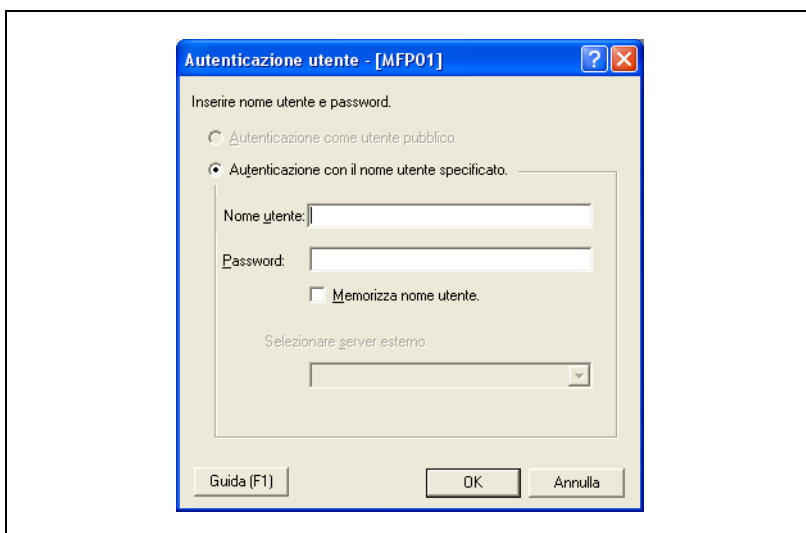 Autenticazione utente - [MFP01]
Inserire nome utente e password.
Autenticazione come utente pubblico.
Autenticazione con il nome utente specificato.
Nome utente:
Password:
Memorizza nome utente.
Selezionare server esterno
Guida (F1) OK Annulla